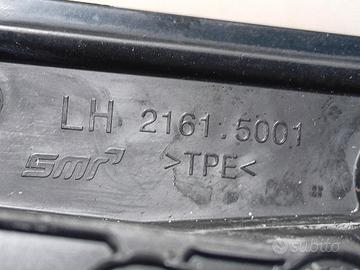 LH 2161.5001
smr >TPE<
subito